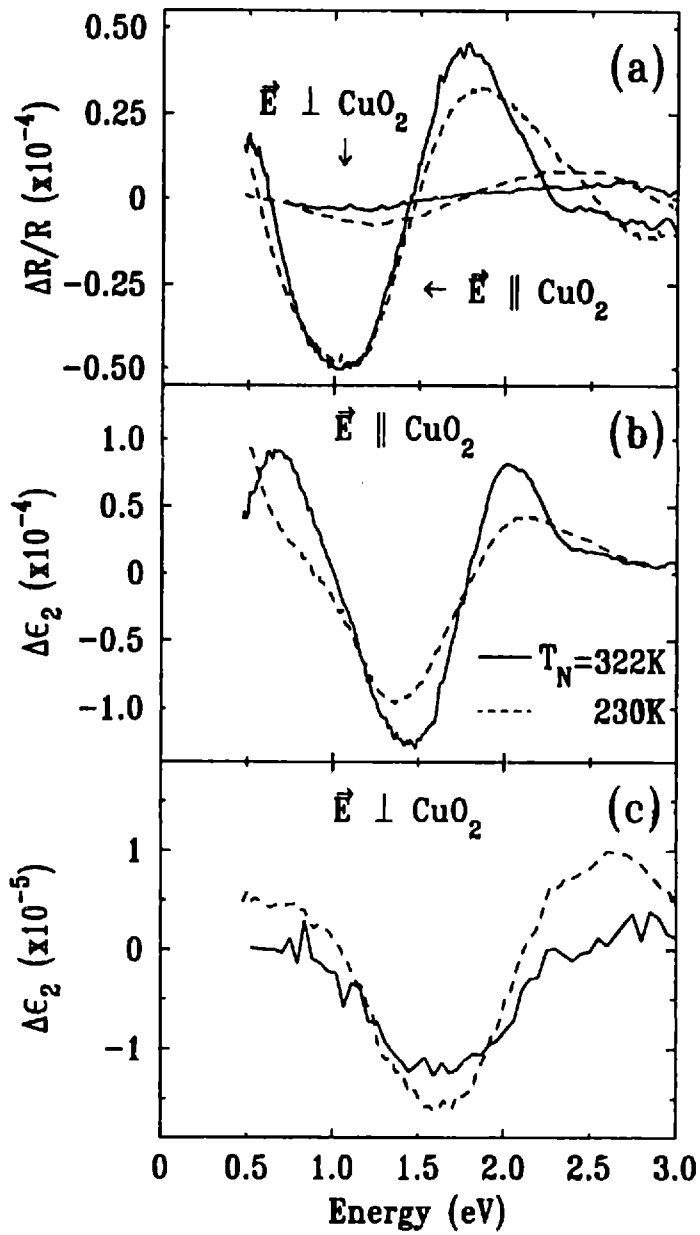 0.50
(a)
E⃗ ⊥ CuO₂
↓
0.25
0
ΔR/R (x10⁻⁴)
← E⃗ ∥ CuO₂
−0.25
−0.50
E⃗ ∥ CuO₂
(b)
1.0
0.5
0
Δϵ₂ (x10⁻⁴)
−0.5
T_N=322K
−1.0
230K
E⃗ ⊥ CuO₂
(c)
1
0
Δϵ₂ (x10⁻⁵)
−1
0 0.5 1.0 1.5 2.0 2.5 3.0
Energy (eV)